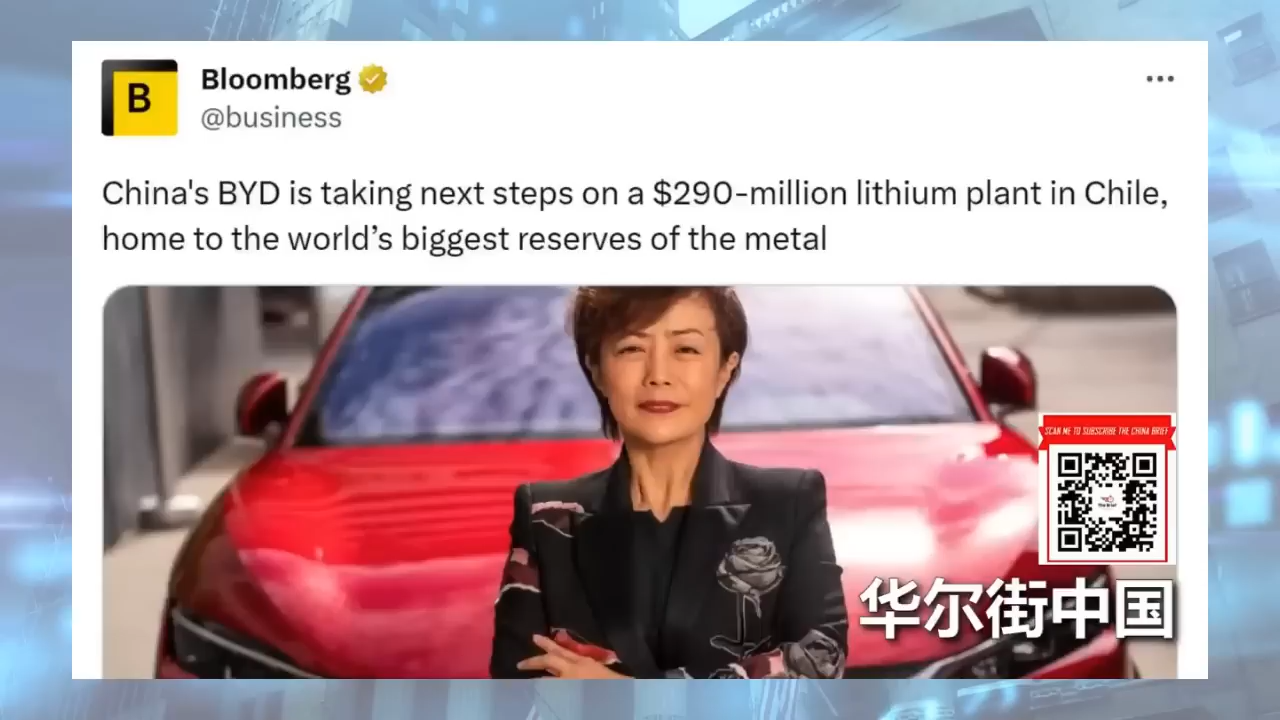 B
Bloomberg
@business
China's BYD is taking next steps on a $290-million lithium plant in Chile,
home to the world’s biggest reserves of the metal
SCAN ME TO SUBSCRIBE THE CHINA BRIEF
华尔街中国